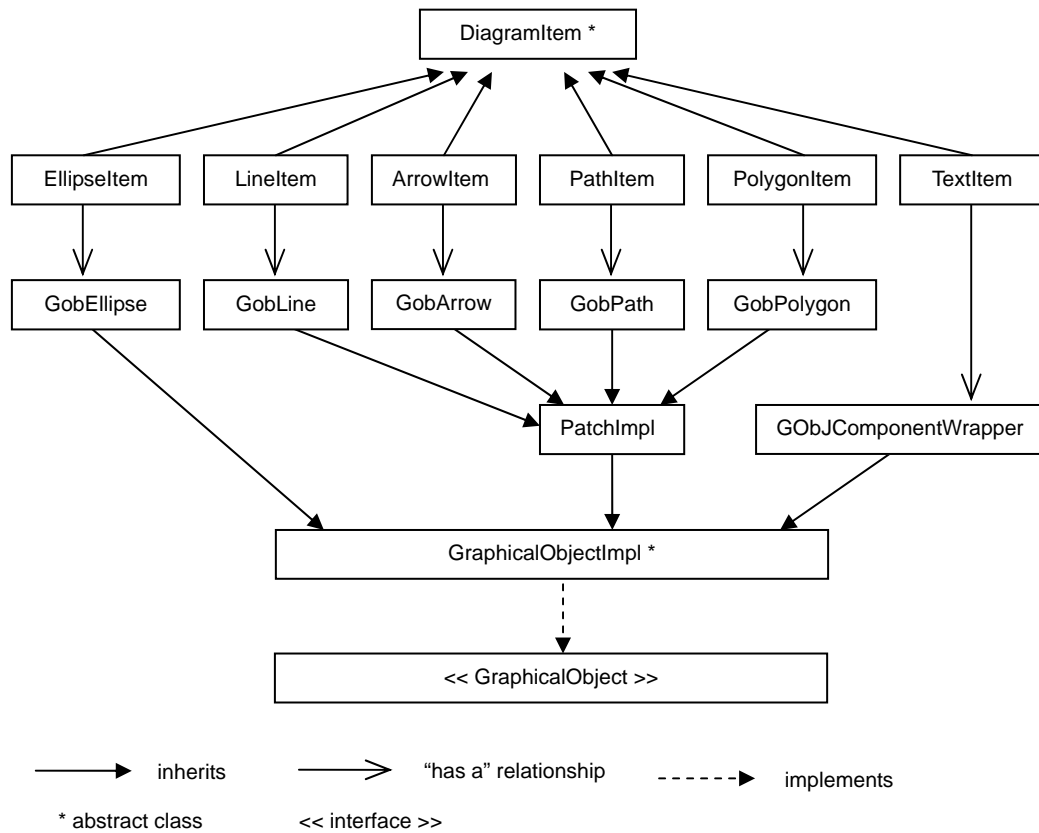 DiagramItem *
EllipseItem
LineItem
ArrowItem
PathItem
PolygonItem
TextItem
GobEllipse
GobLine
GobArrow
GobPath
GobPolygon
PatchImpl
GObJComponentWrapper
GraphicalObjectImpl *
<< GraphicalObject >>
inherits
“has a” relationship
implements
* abstract class
<< interface >>